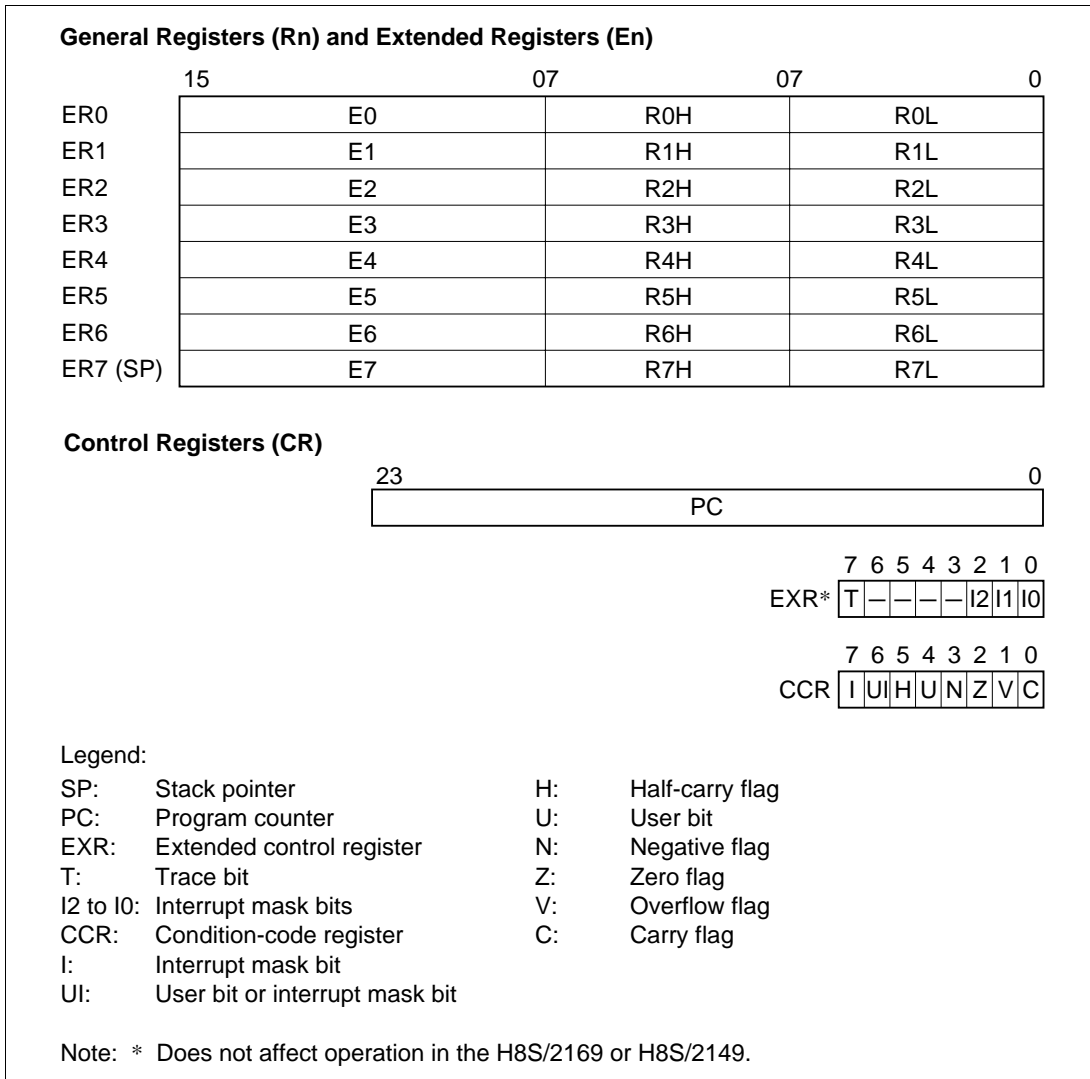 General Registers (Rn) and Extended Registers (En)
15 07 07 0
ER0 E0 R0H R0L
ER1 E1 R1H R1L
ER2 E2 R2H R2L
ER3 E3 R3H R3L
ER4 E4 R4H R4L
ER5 E5 R5H R5L
ER6 E6 R6H R6L
ER7 (SP) E7 R7H R7L
Control Registers (CR)
23 0
PC
7 6 5 4 3 2 1 0
EXR* T — — — — I2 I1 I0
7 6 5 4 3 2 1 0
CCR I UI H U N Z V C
Legend:
SP: Stack pointer H: Half-carry flag
PC: Program counter U: User bit
EXR: Extended control register N: Negative flag
T: Trace bit Z: Zero flag
I2 to I0: Interrupt mask bits V: Overflow flag
CCR: Condition-code register C: Carry flag
I: Interrupt mask bit
UI: User bit or interrupt mask bit
Note: * Does not affect operation in the H8S/2169 or H8S/2149.